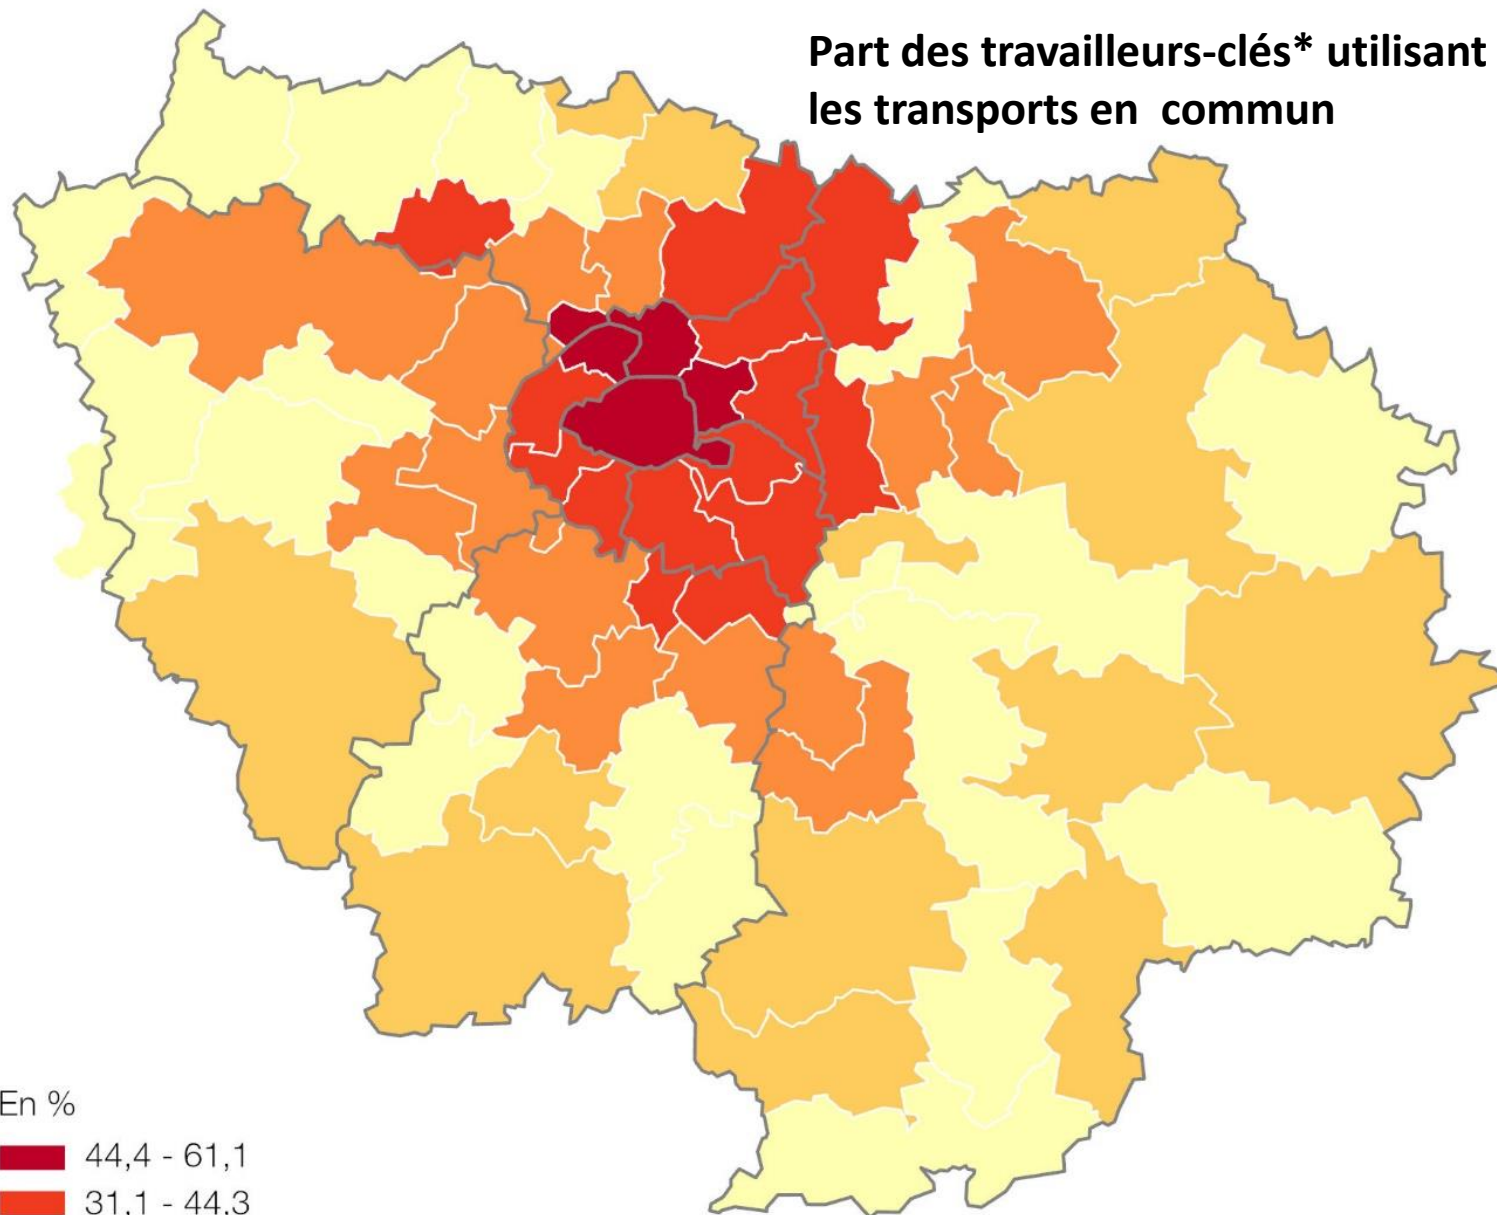 Part des travailleurs-clés* utilisant
les transports en commun
En %
44,4 - 61,1
31,1 - 44,3